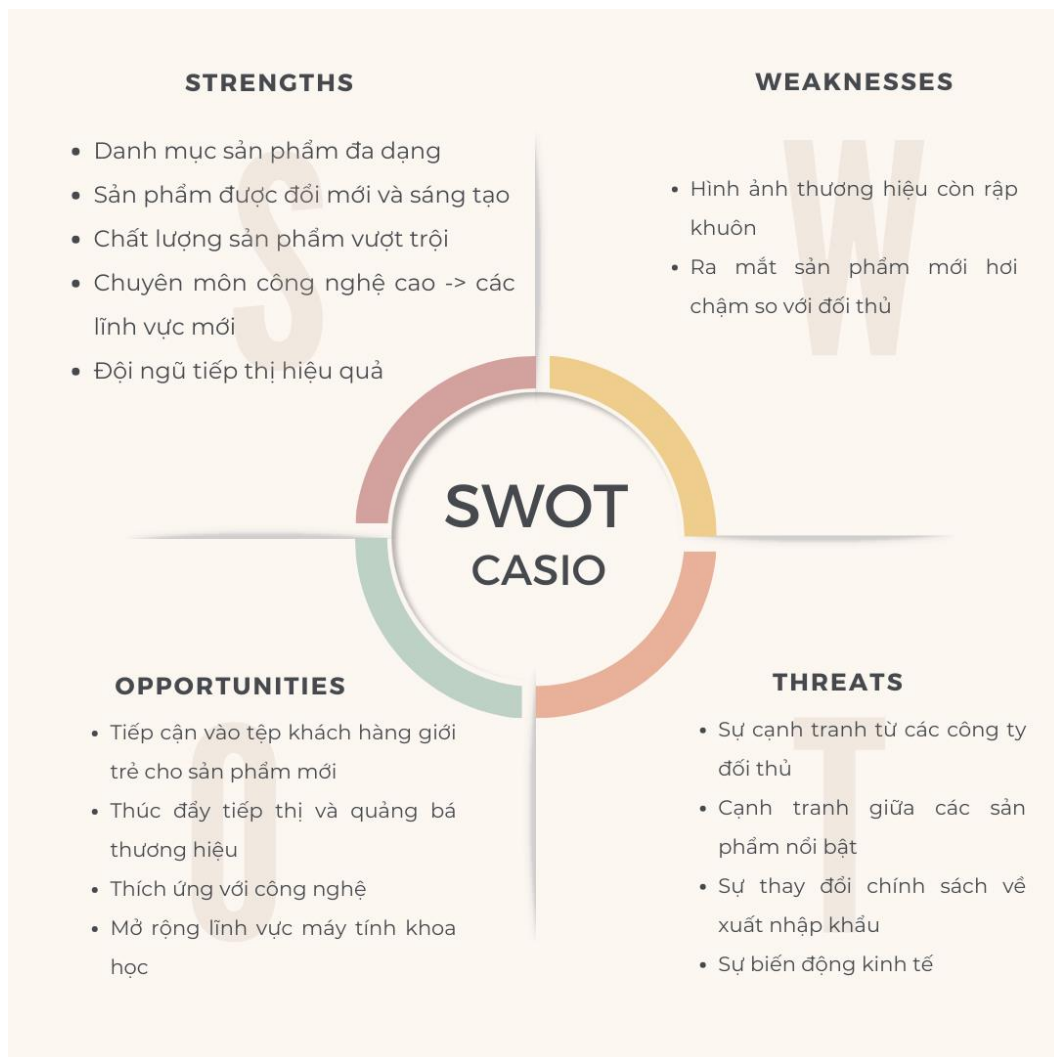 STRENGTHS
• Danh mục sản phẩm đa dạng
• Sản phẩm được đổi mới và sáng tạo
• Chất lượng sản phẩm vượt trội
• Chuyên môn công nghệ cao -> các
lĩnh vực mới
• Đội ngũ tiếp thị hiệu quả
S
WEAKNESSES
• Hình ảnh thương hiệu còn rập
khuôn
• Ra mắt sản phẩm mới hơi
chậm so với đối thủ
W
SWOT
CASIO
OPPORTUNITIES
• Tiếp cận vào tệp khách hàng giới
trẻ cho sản phẩm mới
• Thúc đẩy tiếp thị và quảng bá
thương hiệu
• Thích ứng với công nghệ
• Mở rộng lĩnh vực máy tính khoa
học
O
THREATS
• Sự cạnh tranh từ các công ty
đối thủ
• Cạnh tranh giữa các sản
phẩm nổi bật
• Sự thay đổi chính sách về
xuất nhập khẩu
• Sự biến động kinh tế
T